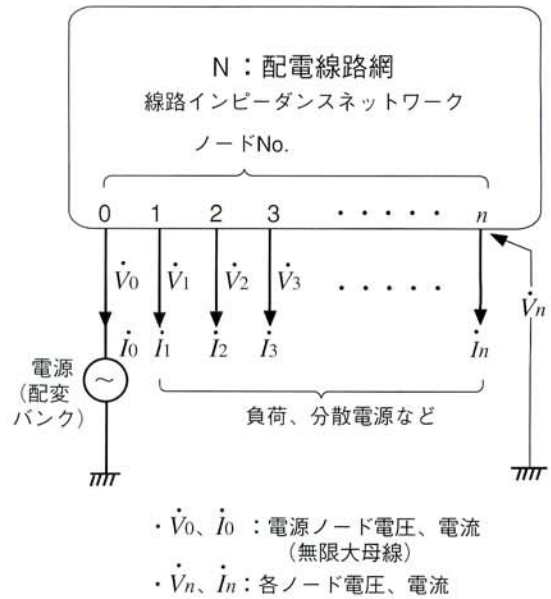 N：配電線路網
線路インピーダンスネットワーク
ノードNo.
0 1 2 3 ・・・・・ n
V̇0 V̇1 V̇2 V̇3 ・・・・・ V̇n
İ0 İ1 İ2 İ3 İn
電源
(配変
バンク)
～
負荷、分散電源など
・V̇0、İ0：電源ノード電圧、電流
(無限大母線)
・V̇n、İn：各ノード電圧、電流